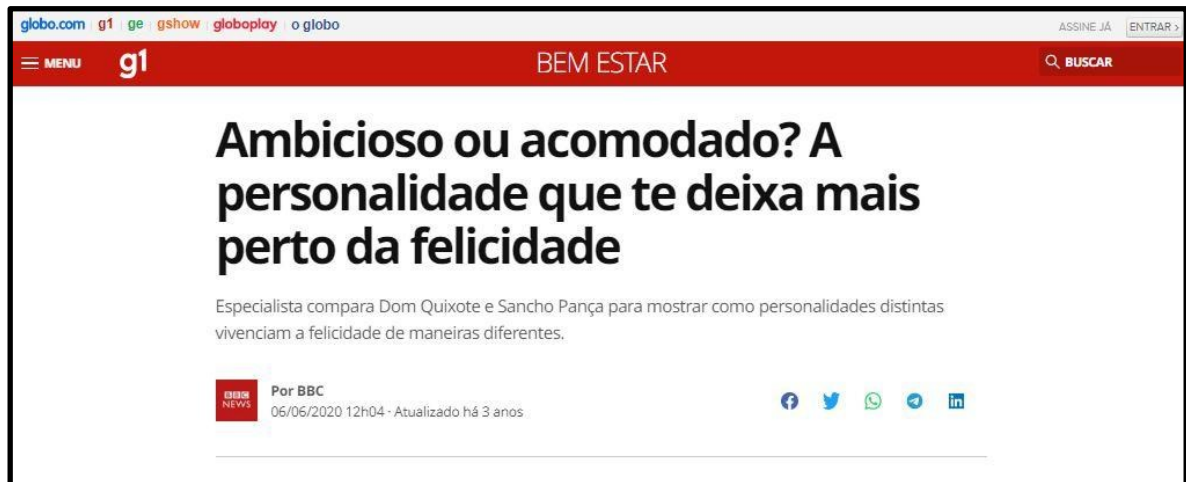 globo.com g1 ge gshow globoplay o globo ASSINE JÁ ENTRAR >
MENU g1 BEM ESTAR BUSCAR
Ambicioso ou acomodado? A
personalidade que te deixa mais
perto da felicidade
Especialista compara Dom Quixote e Sancho Pança para mostrar como personalidades distintas
vivenciam a felicidade de maneiras diferentes.
BBC NEWS
Por BBC
06/06/2020 12h04 · Atualizado há 3 anos